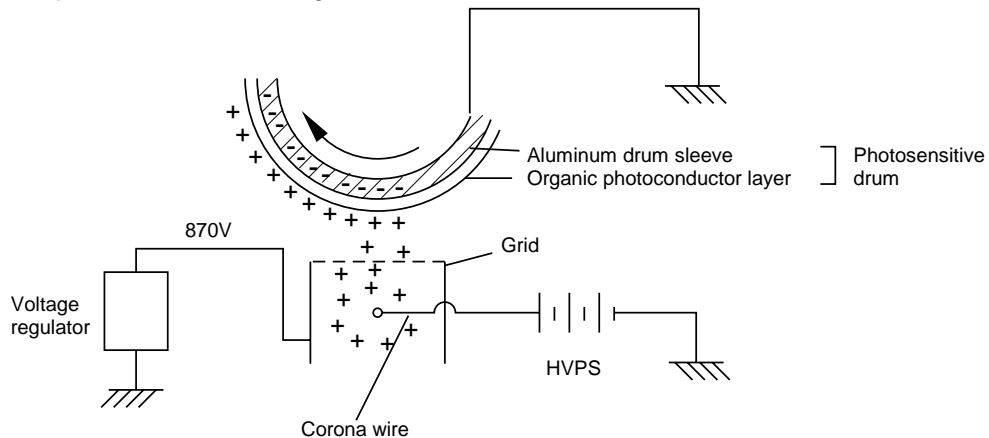 Aluminum drum sleeve
Organic photoconductor layer
Photosensitive
drum
870V
Grid
Voltage
regulator
HVPS
Corona wire